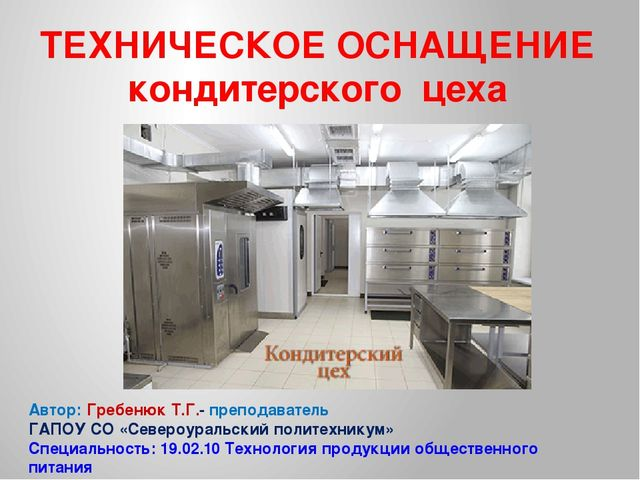 ТЕХНИЧЕСКОЕ ОСНАЩЕНИЕ
кондитерского цеха
Кондитерский
цех
Автор: Гребенюк Т.Г.- преподаватель
ГАПОУ СО «Североуральский политехникум»
Специальность: 19.02.10 Технология продукции общественного
питания